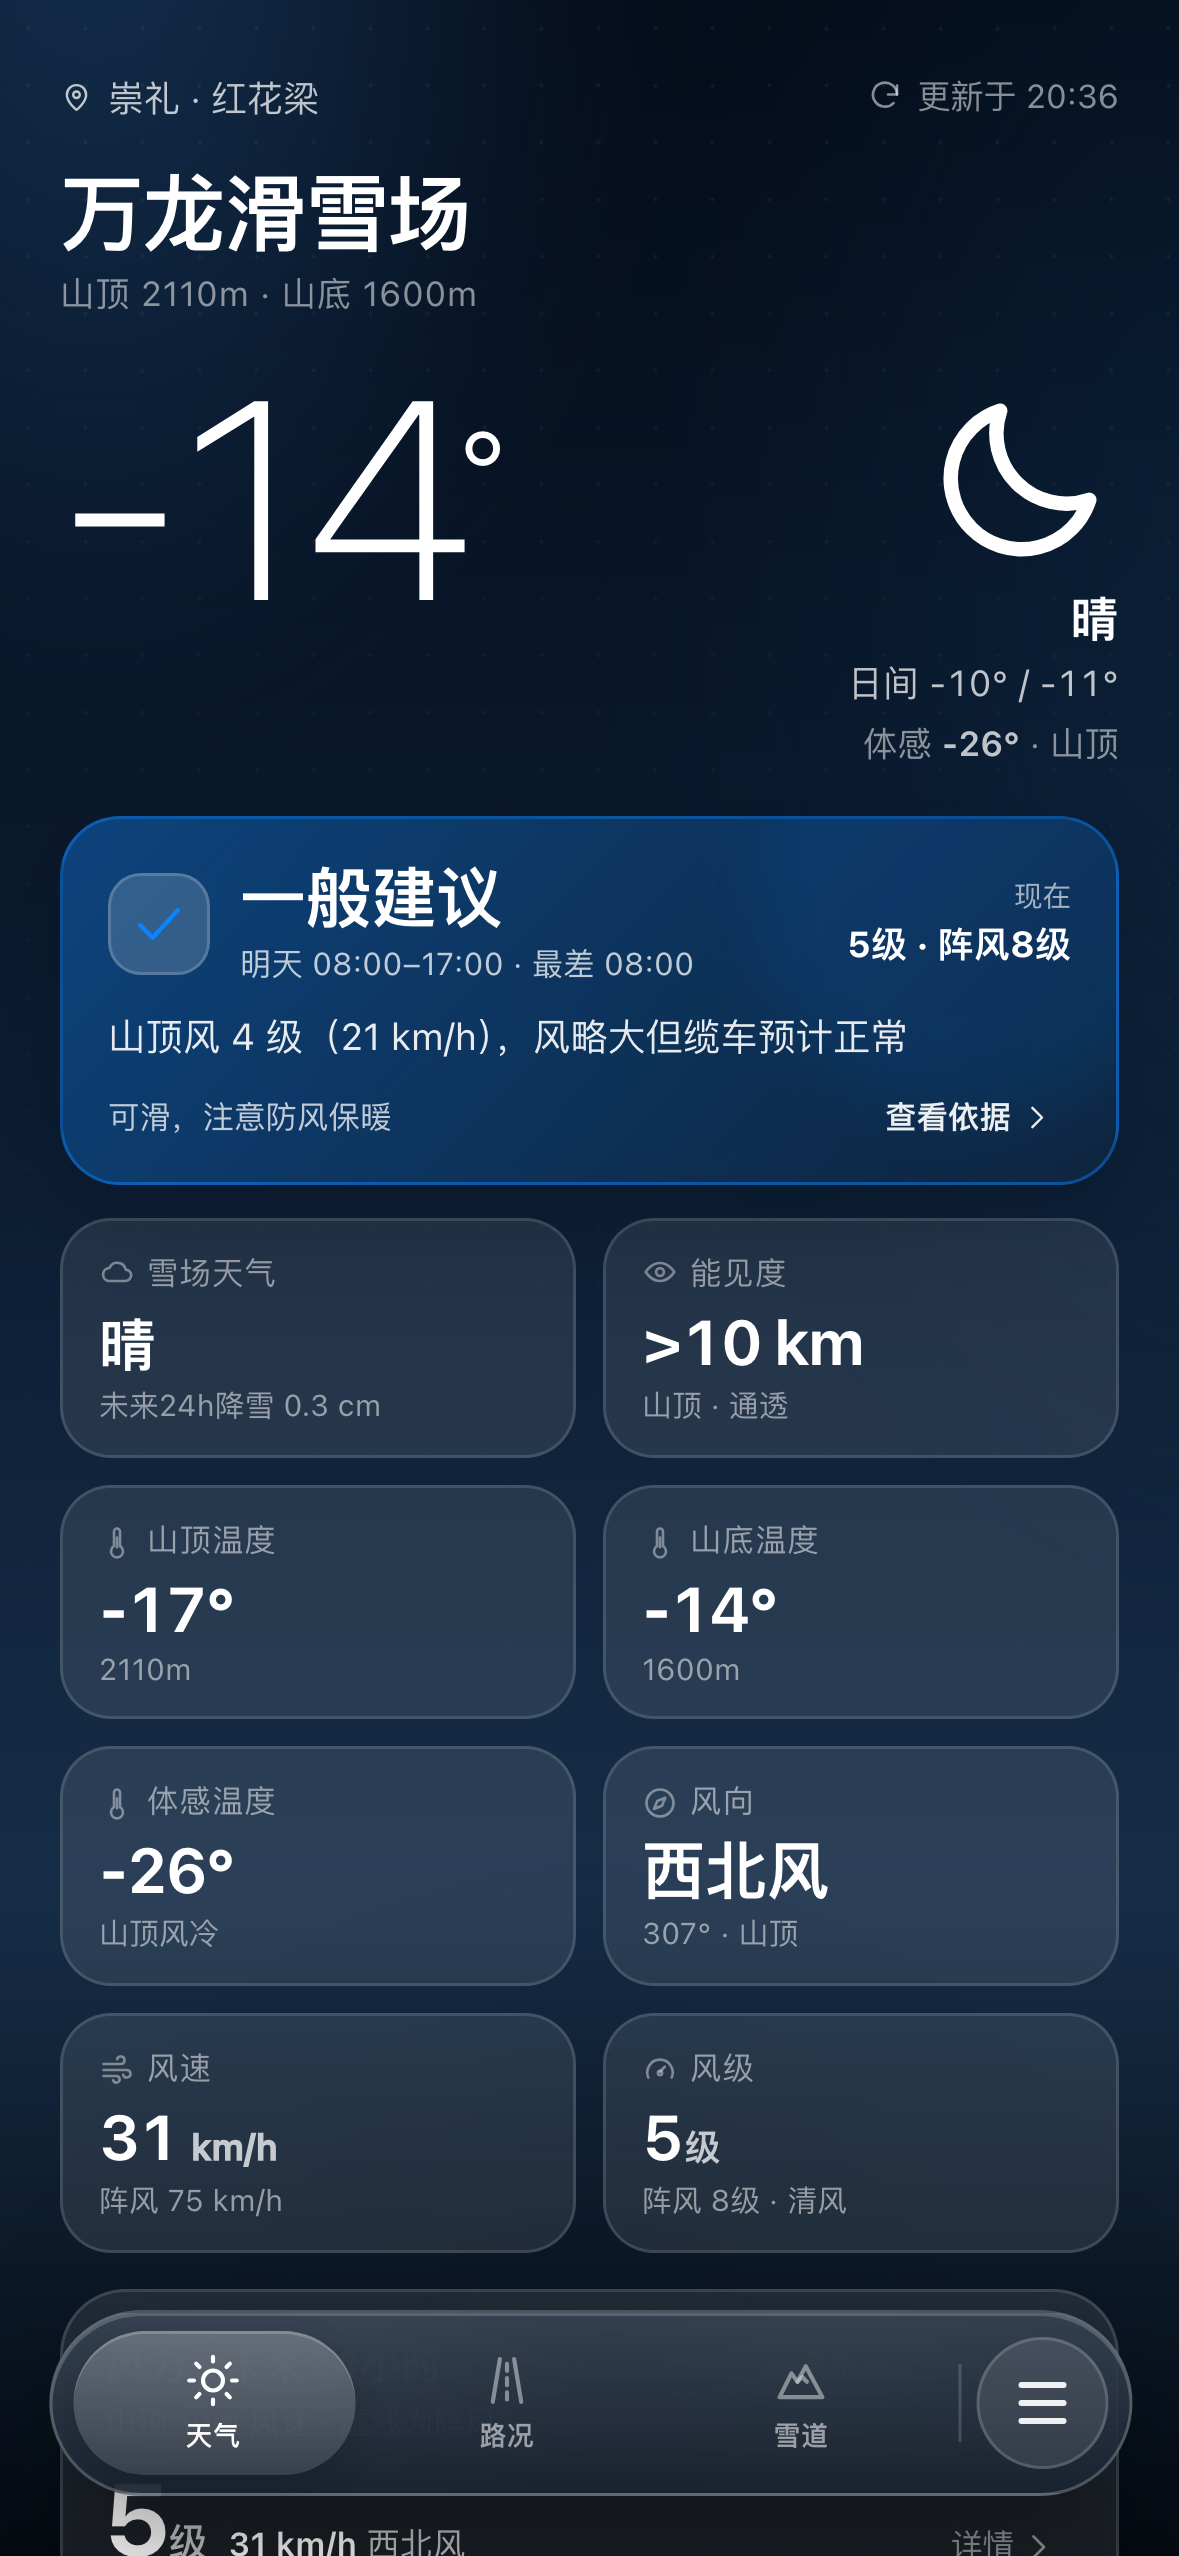 崇礼 · 红花梁
更新于 20:36
万龙滑雪场
山顶 2110m · 山底 1600m
-14°
晴
日间 -10° / -11°
体感 -26° · 山顶
一般建议
明天 08:00–17:00 · 最差 08:00
现在
5级 · 阵风8级
山顶风 4 级（21 km/h），风略大但缆车预计正常
可滑，注意防风保暖
查看依据
雪场天气
晴
未来24h降雪 0.3 cm
能见度
>10 km
山顶 · 通透
山顶温度
-17°
2110m
山底温度
-14°
1600m
体感温度
-26°
山顶风冷
风向
西北风
307° · 山顶
风速
31 km/h
阵风 75 km/h
风级
5级
阵风 8级 · 清风
天气
路况
雪道
5级 31 km/h 西北风
详情